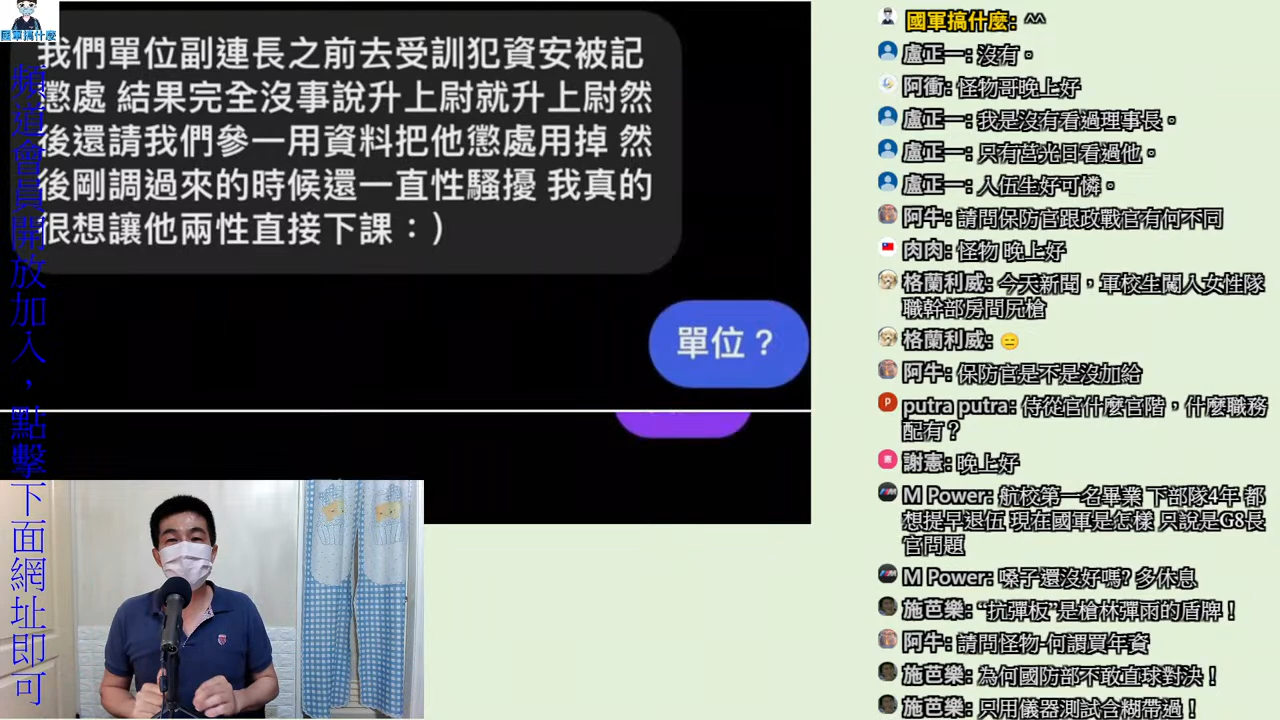 國軍搞什麼
頻道會員開放加入，點擊下面網址即可
我們單位副連長之前去受訓犯資安被記
懲處 結果完全沒事說升上尉就升上尉然
後還請我們參一用資料把他懲處用掉 然
後剛調過來的時候還一直性騷擾 我真的
很想讓他兩性直接下課：）
單位？
國軍搞什麼: ^^
盧正一: 沒有。
阿衝: 怪物哥晚上好
盧正一: 我是沒有看過理事長。
盧正一: 只有莒光日看過他。
盧正一: 入伍生好可憐。
阿牛: 請問保防官跟政戰官有何不同
肉肉: 怪物 晚上好
格蘭利威: 今天新聞，軍校生闖入女性隊
職幹部房間尻槍
格蘭利威: 😑
阿牛: 保防官是不是沒加給
putra putra: 侍從官什麼官階，什麼職務
配有？
謝憲: 晚上好
M Power: 航校第一名畢業 下部隊4年 都
想提早退伍 現在國軍是怎樣 只說是G8長
官問題
M Power: 嗓子還沒好嗎? 多休息
施芭樂: “抗彈板”是槍林彈雨的盾牌！
阿牛: 請問怪物-何謂買年資
施芭樂: 為何國防部不敢直球對決！
施芭樂: 只用儀器測試含糊帶過！